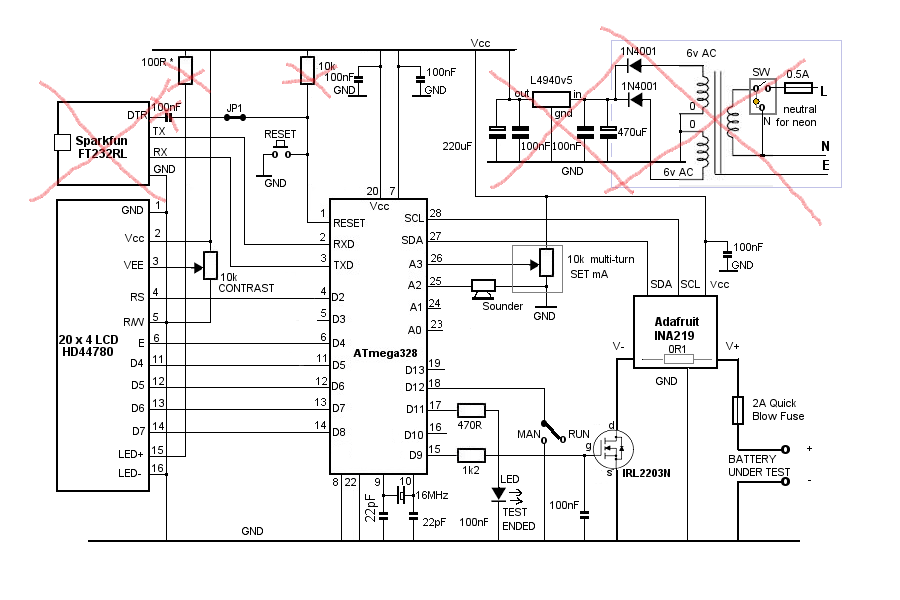 Vcc
100R *
10k
100nF
GND
100nF
GND
L4940v5
out
in
gnd
1N4001
1N4001
6v AC
0
0
6v AC
SW
0.5A
L
neutral
for neon
N
N
E
220uF
100nF
100nF
470uF
GND
DTR
100nF
JP1
TX
RX
GND
Sparkfun
FT232RL
RESET
GND
20 x 4 LCD
HD44780
GND 1
Vcc 2
VEE 3
RS 4
R/W 5
E 6
D4 11
D5 12
D6 13
D7 14
LED+ 15
LED- 16
10k
CONTRAST
20 7
Vcc
ATmega328
1 RESET
2 RXD
3 TXD
4 D2
5 D3
6 D4
11 D5
12 D6
13 D7
14 D8
SCL 28
SDA 27
A3 26
A2 25
A1 24
A0 23
D13 19
D12 18
D11 17
D10 16
D9 15
8 22 9 10
22pF
16MHz
22pF
10k multi-turn
SET mA
Sounder
GND
100nF
GND
SDA SCL Vcc
Adafruit
INA219
0R1
V-
V+
GND
2A Quick
Blow Fuse
BATTERY
UNDER TEST
+
-
470R
1k2
MAN
RUN
d
g
s
IRL2203N
LED
TEST
ENDED
100nF
100nF
GND